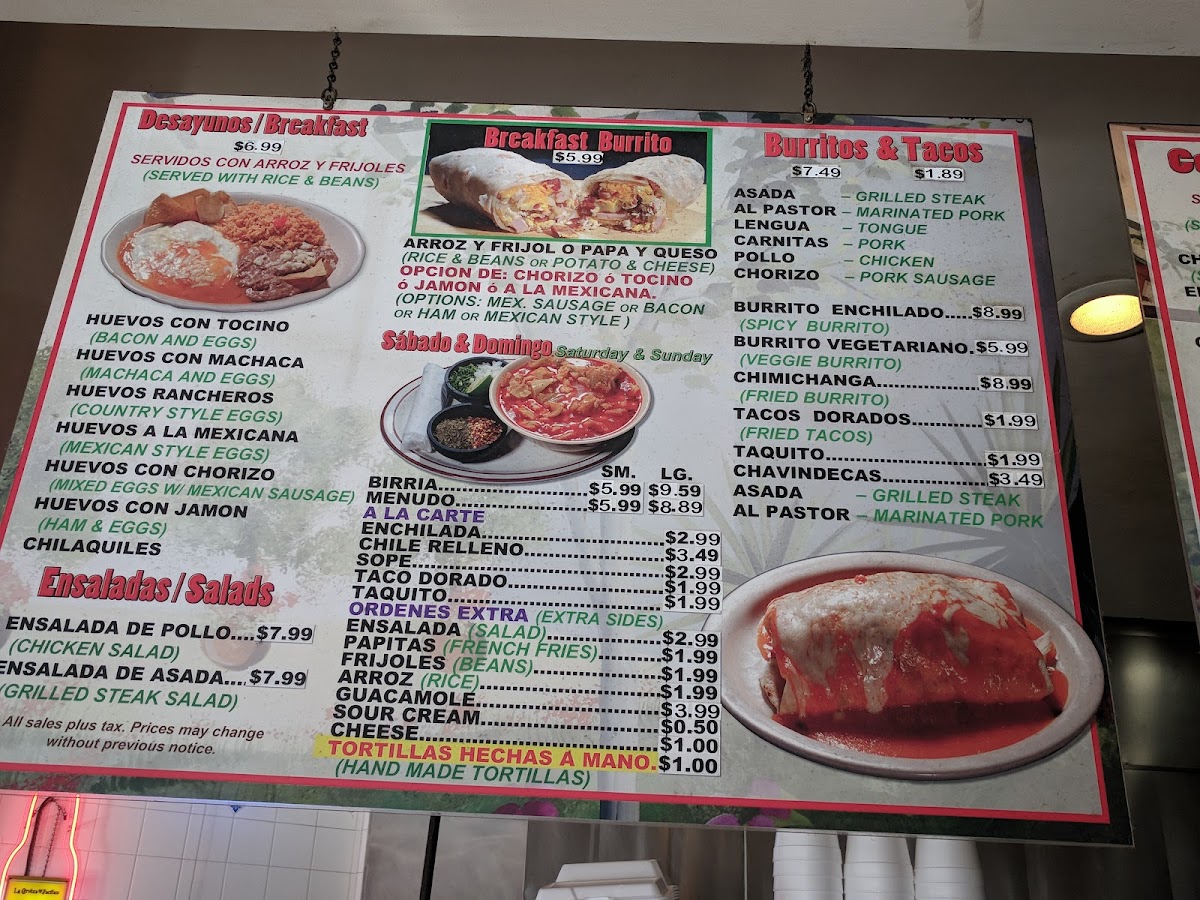 Desayunos/Breakfast
$6.99
SERVIDOS CON ARROZ Y FRIJOLES
(SERVED WITH RICE & BEANS)
HUEVOS CON TOCINO
(BACON AND EGGS)
HUEVOS CON MACHACA
(MACHACA AND EGGS)
HUEVOS RANCHEROS
(COUNTRY STYLE EGGS)
HUEVOS A LA MEXICANA
(MEXICAN STYLE EGGS)
HUEVOS CON CHORIZO
(MIXED EGGS W/ MEXICAN SAUSAGE)
HUEVOS CON JAMON
(HAM & EGGS)
CHILAQUILES
Ensaladas/Salads
ENSALADA DE POLLO....$7.99
(CHICKEN SALAD)
ENSALADA DE ASADA....$7.99
(GRILLED STEAK SALAD)
All sales plus tax. Prices may change
without previous notice.
Breakfast Burrito
$5.99
ARROZ Y FRIJOL O PAPA Y QUESO
(RICE & BEANS OR POTATO & CHEESE)
OPCION DE: CHORIZO ó TOCINO
ó JAMON ó A LA MEXICANA.
(OPTIONS: MEX. SAUSAGE OR BACON
OR HAM OR MEXICAN STYLE )
Sábado & Domingo Saturday & Sunday
SM. LG.
BIRRIA....................$5.99 $9.59
MENUDO..................$5.99 $8.89
A LA CARTE
ENCHILADA........................$2.99
CHILE RELLENO..................$3.49
SOPE....................................$2.99
TACO DORADO....................$1.99
TAQUITO..............................$1.99
ORDENES EXTRA (EXTRA SIDES)
ENSALADA (SALAD)...............$2.99
PAPITAS (FRENCH FRIES).........$1.99
FRIJOLES (BEANS)................$1.99
ARROZ (RICE)........................$1.99
GUACAMOLE........................$3.99
SOUR CREAM.......................$0.50
CHEESE................................$1.00
TORTILLAS HECHAS A MANO.$1.00
(HAND MADE TORTILLAS)
Burritos & Tacos
$7.49 $1.89
ASADA – GRILLED STEAK
AL PASTOR – MARINATED PORK
LENGUA – TONGUE
CARNITAS – PORK
POLLO – CHICKEN
CHORIZO – PORK SAUSAGE
BURRITO ENCHILADO.....$8.99
(SPICY BURRITO)
BURRITO VEGETARIANO.$5.99
(VEGGIE BURRITO)
CHIMICHANGA...............$8.99
(FRIED BURRITO)
TACOS DORADOS...........$1.99
(FRIED TACOS)
TAQUITO.......................$1.99
CHAVINDECAS...............$3.49
ASADA – GRILLED STEAK
AL PASTOR – MARINATED PORK